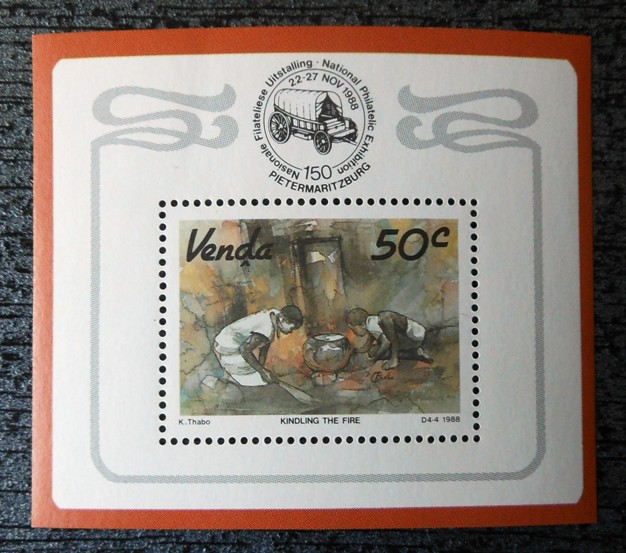 Nasionale Filateliese Uitstalling · National Philatelic Exhibition
22-27 NOV 1988
150
PIETERMARITZBURG
Venḓa 50c
K.Thabo KINDLING THE FIRE D4·4 1988